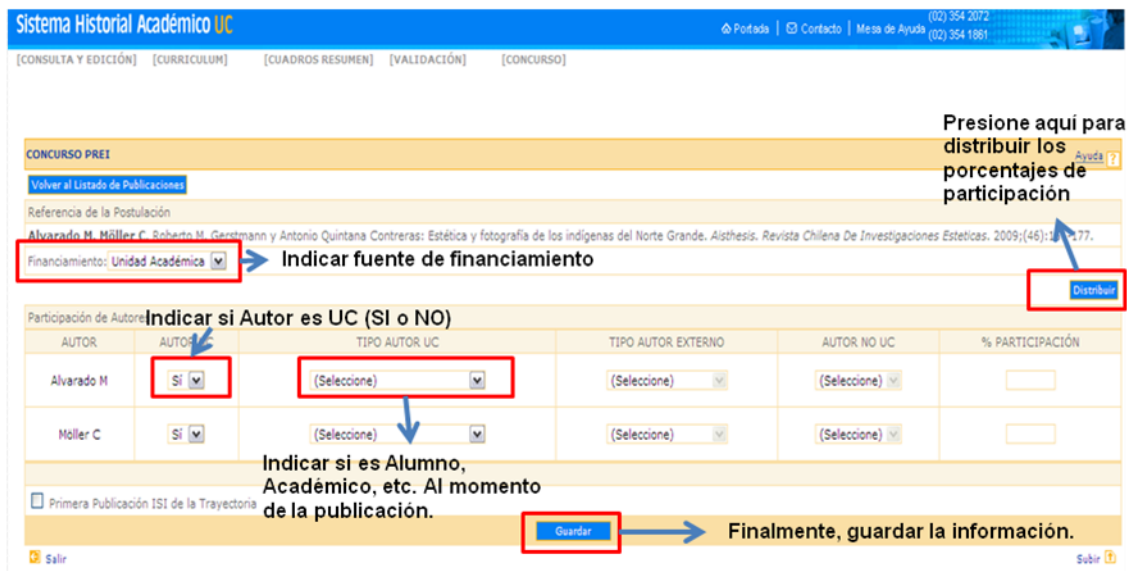 Sistema Historial Académico UC
Portada | Contacto | Mesa de Ayuda (02) 354 2072
(02) 354 1861
[CONSULTA Y EDICIÓN] [CURRICULUM] [CUADROS RESUMEN] [VALIDACIÓN] [CONCURSO]
Presione aquí para
distribuir los
porcentajes de
participación
CONCURSO PREI
Ayuda ?
Volver al Listado de Publicaciones
Referencia de la Postulación
Alvarado M, Möller C. Roberto M. Gerstmann y Antonio Quintana Contreras: Estética y fotografía de los indígenas del Norte Grande. Aisthesis. Revista Chilena De Investigaciones Esteticas. 2009;(46): 177.
Financiamiento: Unidad Académica
Indicar fuente de financiamiento
Distribuir
Participación de Autores
Indicar si Autor es UC (SI o NO)
AUTOR AUTOR UC TIPO AUTOR UC TIPO AUTOR EXTERNO AUTOR NO UC % PARTICIPACIÓN
Alvarado M Sí (Seleccione) (Seleccione) (Seleccione)
Möller C Sí (Seleccione) (Seleccione) (Seleccione)
Indicar si es Alumno,
Académico, etc. Al momento
de la publicación.
Primera Publicación ISI de la Trayectoria
Guardar
Finalmente, guardar la información.
Salir
Subir